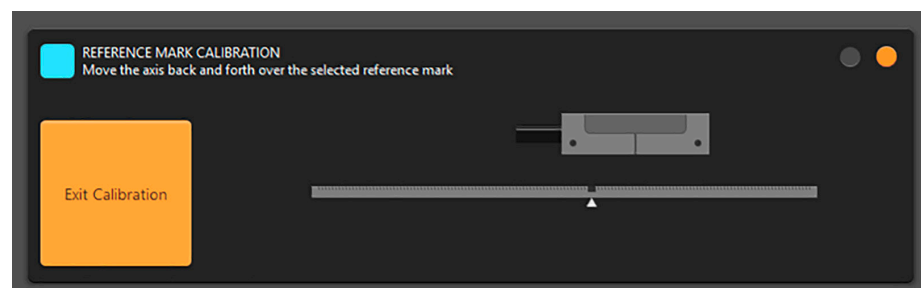 REFERENCE MARK CALIBRATION
Move the axis back and forth over the selected reference mark
Exit Calibration